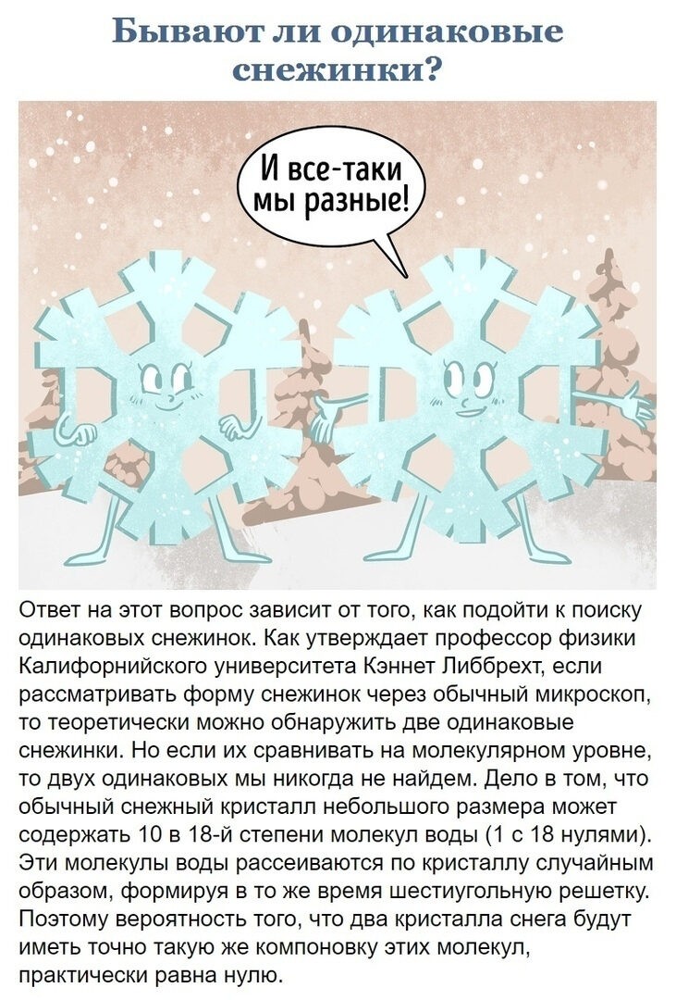 Бывают ли одинаковые
снежинки?
И все-таки
мы разные!
Ответ на этот вопрос зависит от того, как подойти к поиску
одинаковых снежинок. Как утверждает профессор физики
Калифорнийского университета Кэннет Либбрехт, если
рассматривать форму снежинок через обычный микроскоп,
то теоретически можно обнаружить две одинаковые
снежинки. Но если их сравнивать на молекулярном уровне,
то двух одинаковых мы никогда не найдем. Дело в том, что
обычный снежный кристалл небольшого размера может
содержать 10 в 18-й степени молекул воды (1 с 18 нулями).
Эти молекулы воды рассеиваются по кристаллу случайным
образом, формируя в то же время шестиугольную решетку.
Поэтому вероятность того, что два кристалла снега будут
иметь точно такую же компоновку этих молекул,
практически равна нулю.